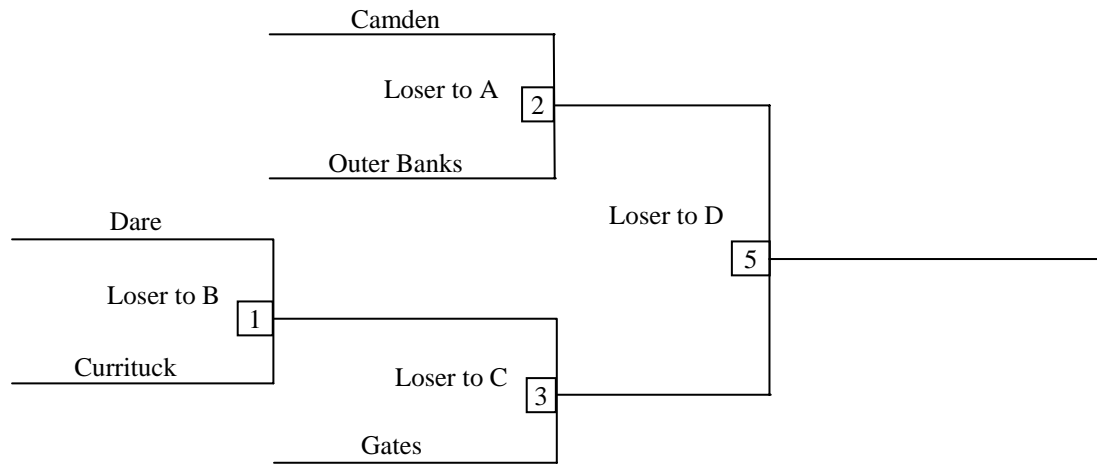 Camden
Loser to A
2
Outer Banks
Dare
Loser to D
5
Loser to B
1
Currituck
Loser to C
3
Gates